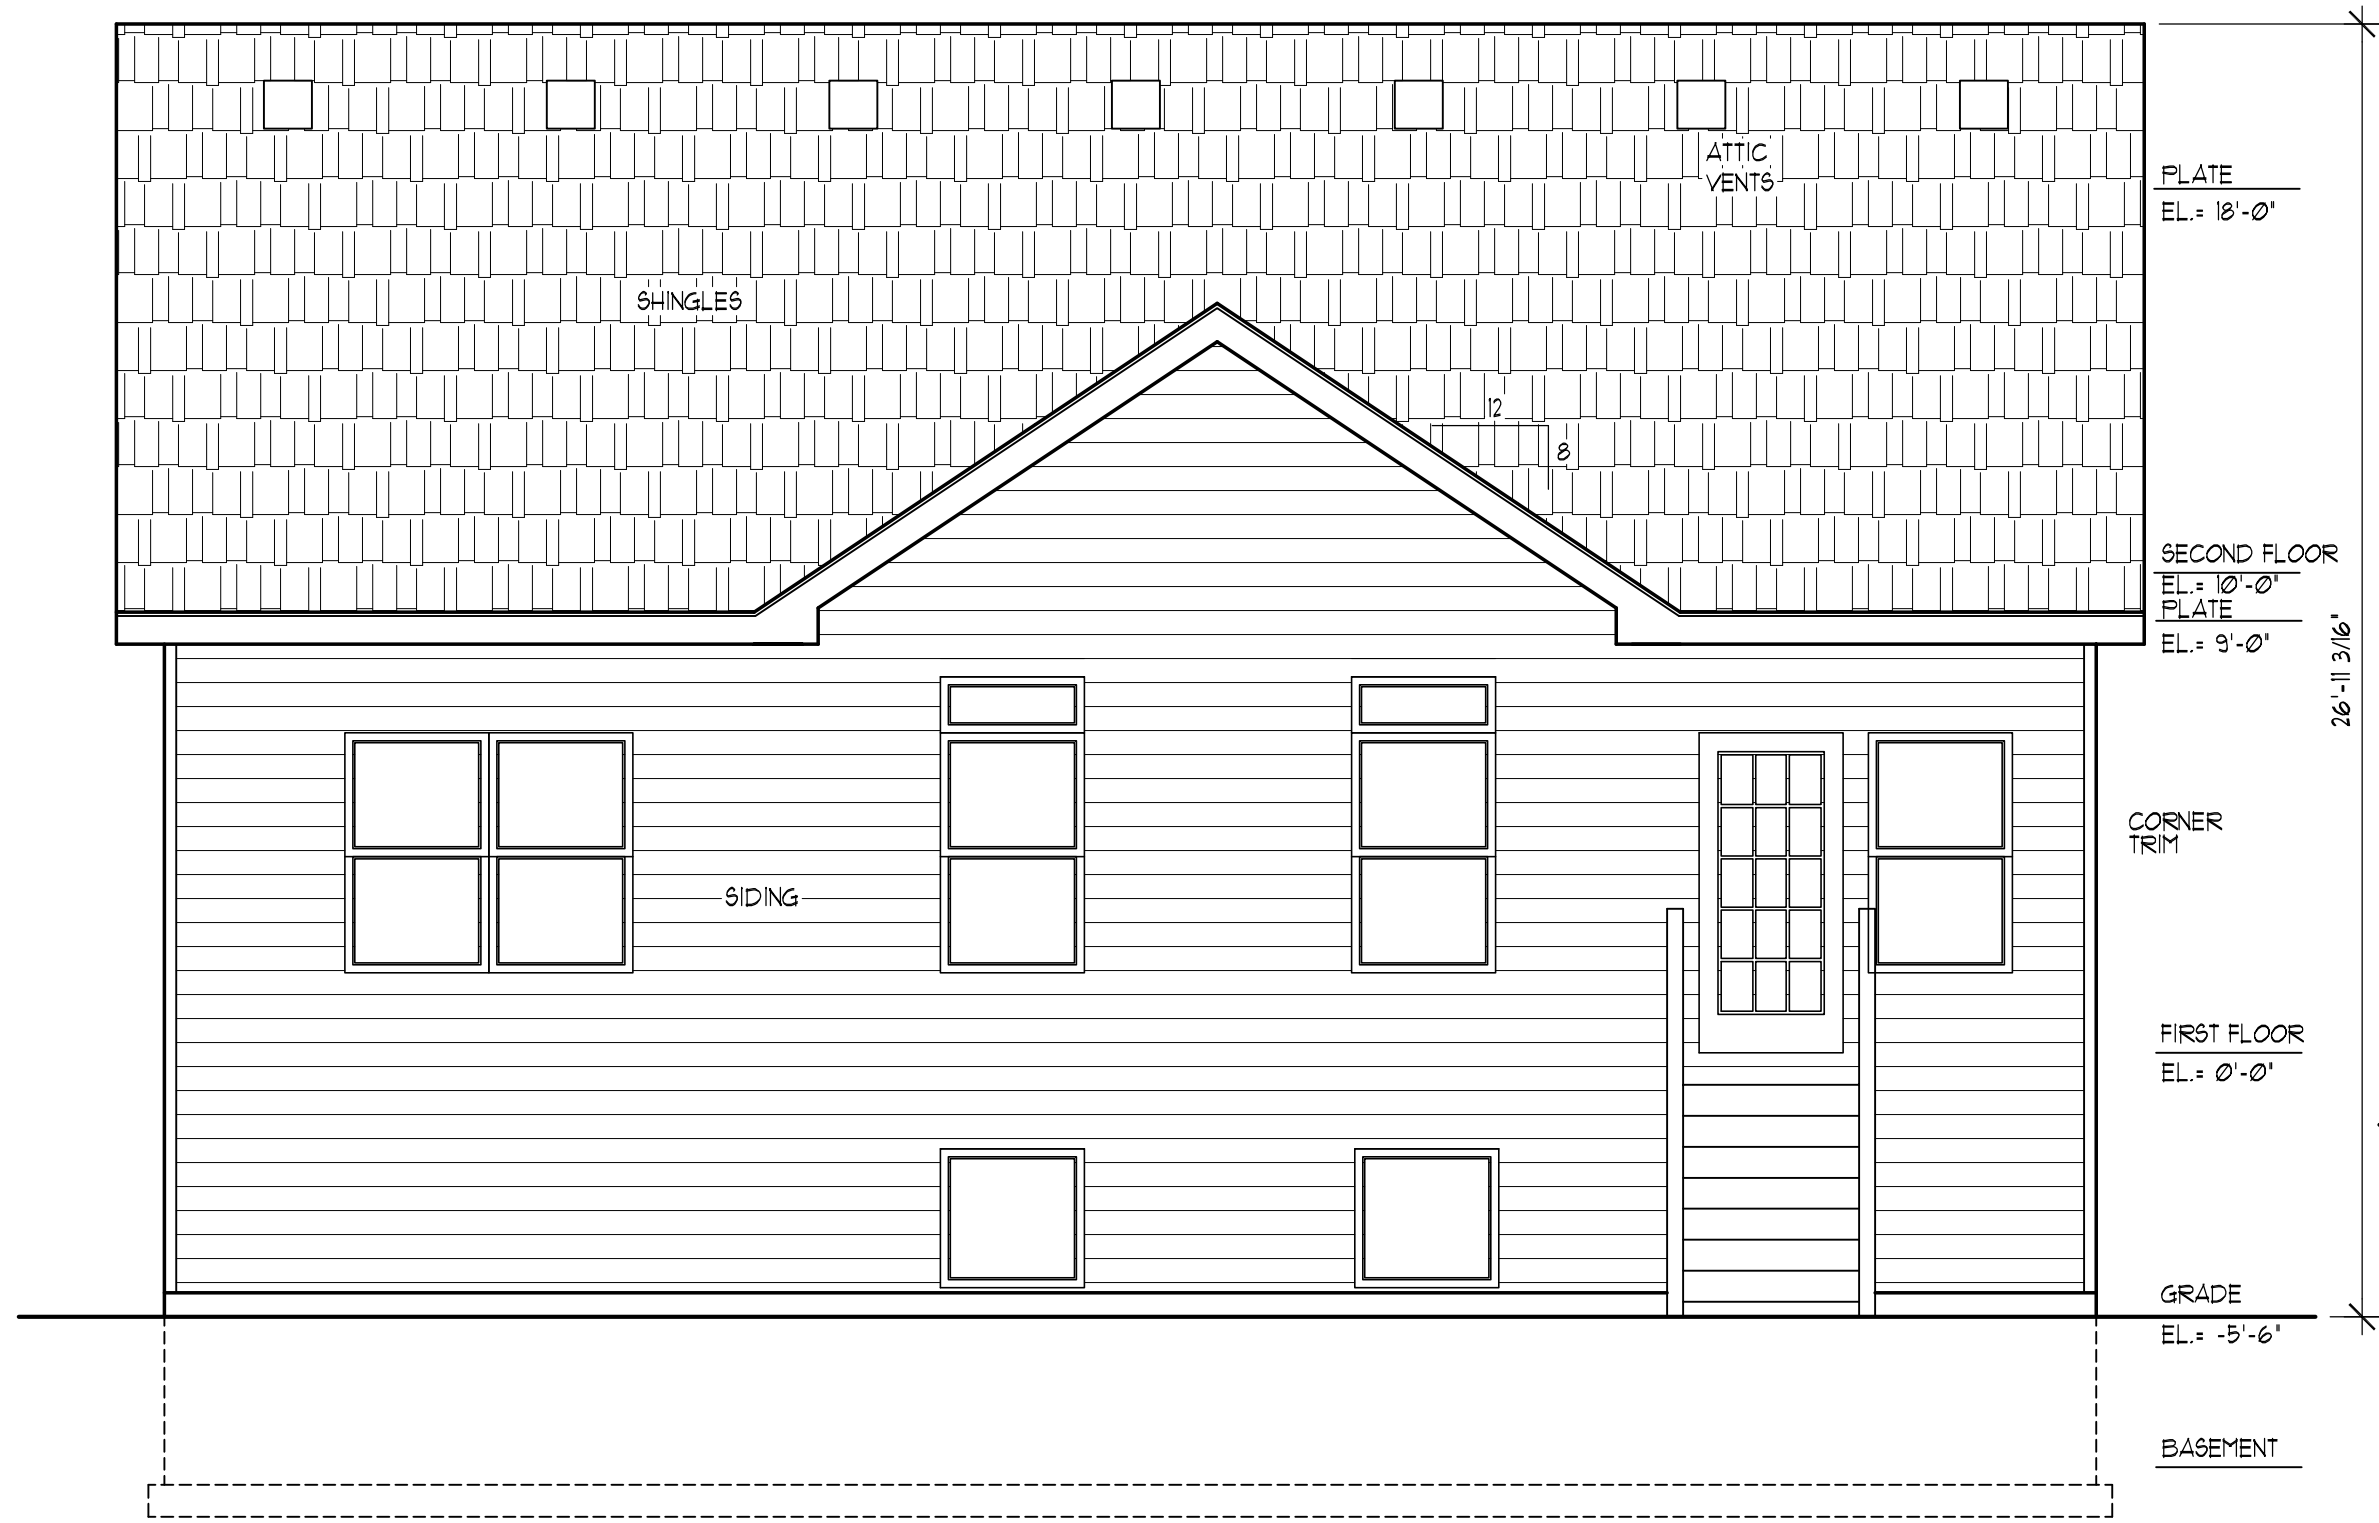 ATTIC
VENTS
PLATE
EL.= 18'-0"
SHINGLES
12
8
SECOND FLOOR
EL.= 10'-0"
PLATE
EL.= 9'-0"
26'-11 3/16"
CORNER
TRIM
SIDING
FIRST FLOOR
EL.= 0'-0"
GRADE
EL.= -5'-6"
BASEMENT